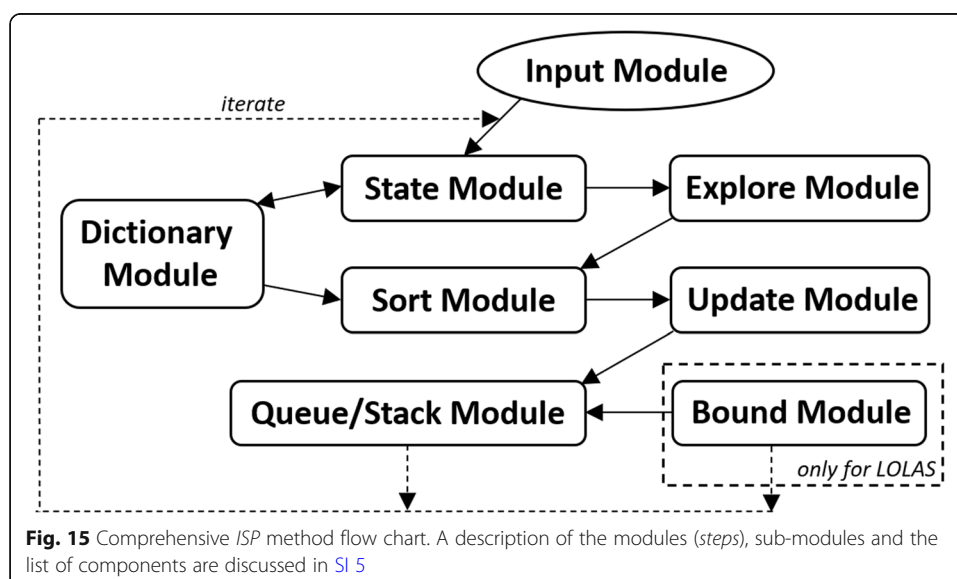 Input Module
iterate
State Module
Explore Module
Dictionary
Module
Sort Module
Update Module
Queue/Stack Module
Bound Module
only for LOLAS
Fig. 15 Comprehensive ISP method flow chart. A description of the modules (steps), sub-modules and the
list of components are discussed in SI 5